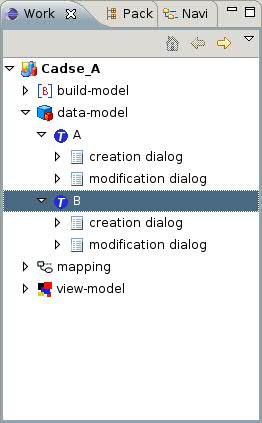 Work Pack Navi
Cadse_A
[B] build-model
data-model
T A
creation dialog
modification dialog
T B
creation dialog
modification dialog
mapping
view-model